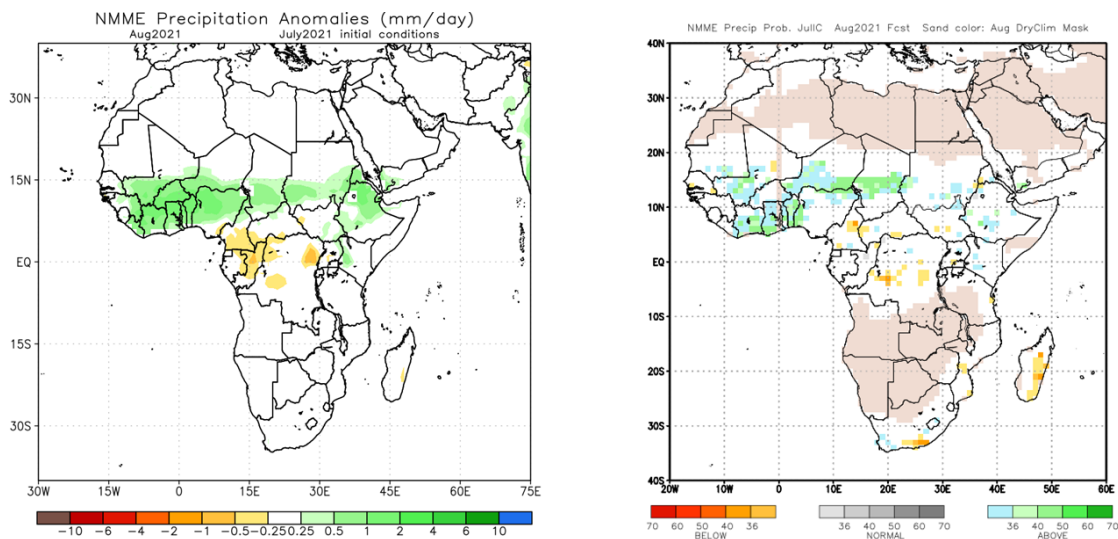 NMME Precipitation Anomalies (mm/day)
Aug2021 July2021 initial conditions
30N
15N
EQ
15S
30S
30W 15W 0 15E 30E 45E 60E 75E
-10 -6 -4 -2 -1 -0.5 -0.25 0.25 0.5 1 2 4 6 10
NMME Precip Prob. JulIC Aug2021 Fcst Sand color: Aug DryClim Mask
40N
30N
20N
10N
EQ
10S
20S
30S
40S
20W 10W 0 10E 20E 30E 40E 50E 60E
70 60 50 40 36
BELOW
36 40 50 60 70
NORMAL
36 40 50 60 70
ABOVE